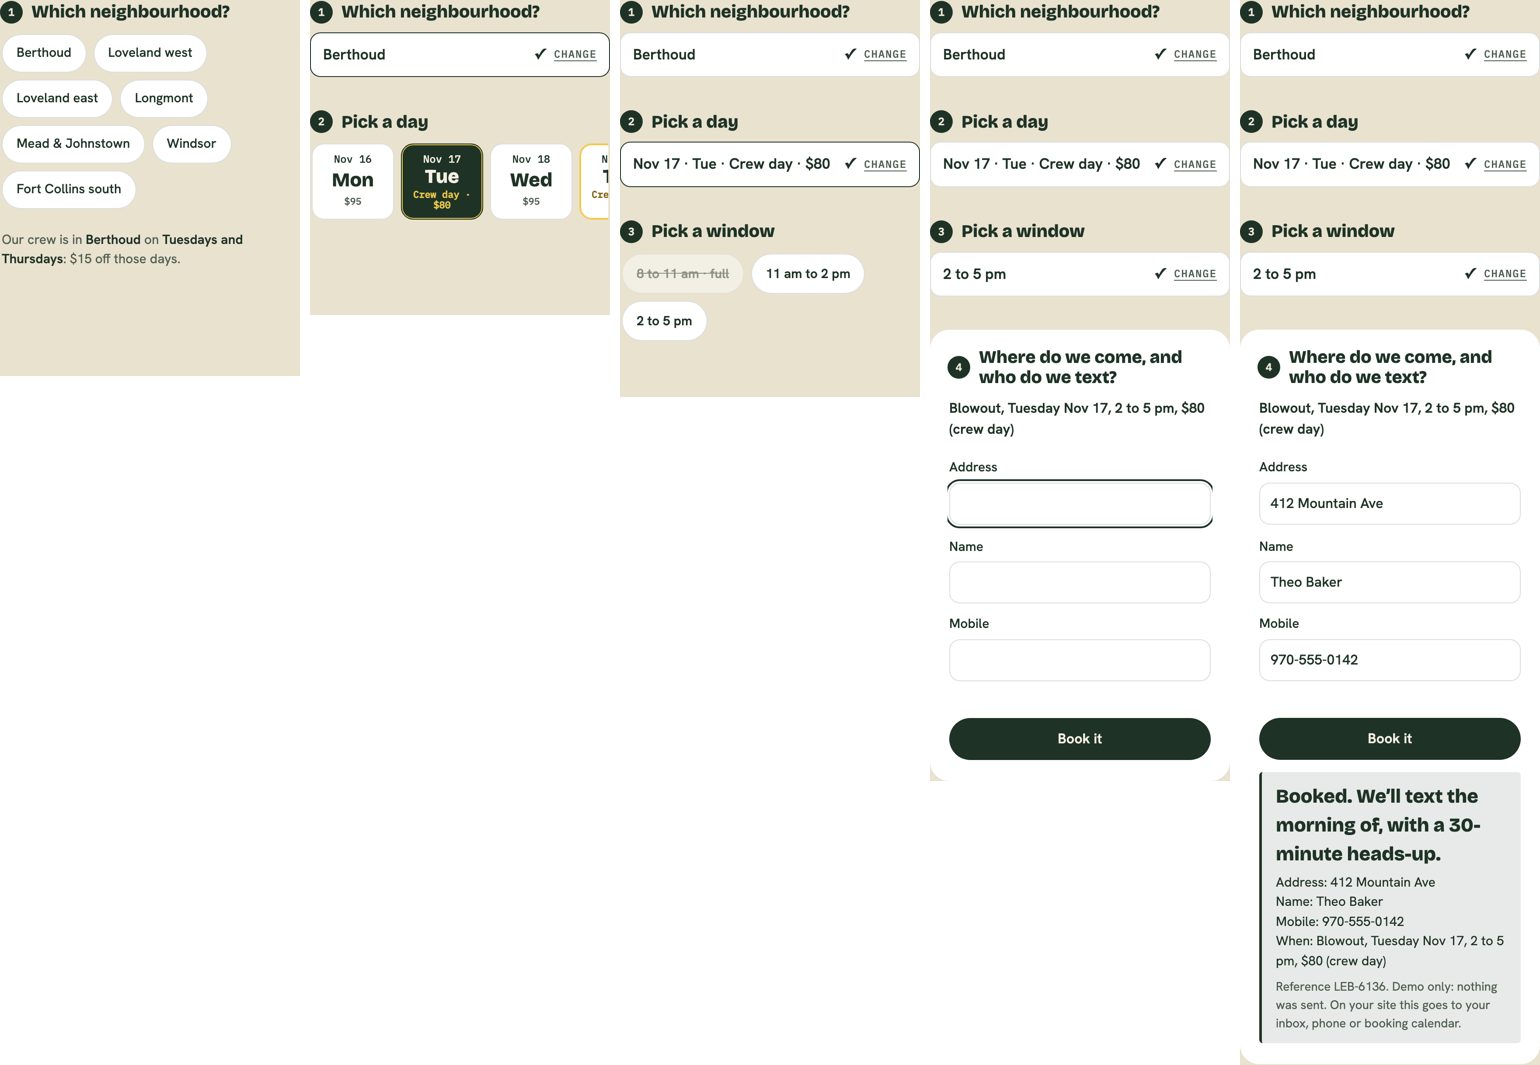 1 Which neighbourhood?
Berthoud
Loveland west
Loveland east
Longmont
Mead & Johnstown
Windsor
Fort Collins south
Our crew is in Berthoud on Tuesdays and
Thursdays: $15 off those days.
1 Which neighbourhood?
Berthoud ✓ CHANGE
2 Pick a day
Nov 16
Mon
$95
Nov 17
Tue
Crew day ·
$80
Nov 18
Wed
$95
N
T
Cre
1 Which neighbourhood?
Berthoud ✓ CHANGE
2 Pick a day
Nov 17 · Tue · Crew day · $80 ✓ CHANGE
3 Pick a window
8 to 11 am · full
11 am to 2 pm
2 to 5 pm
1 Which neighbourhood?
Berthoud ✓ CHANGE
2 Pick a day
Nov 17 · Tue · Crew day · $80 ✓ CHANGE
3 Pick a window
2 to 5 pm ✓ CHANGE
4 Where do we come, and
who do we text?
Blowout, Tuesday Nov 17, 2 to 5 pm, $80
(crew day)
Address
Name
Mobile
Book it
1 Which neighbourhood?
Berthoud ✓ CHANGE
2 Pick a day
Nov 17 · Tue · Crew day · $80 ✓ CHANGE
3 Pick a window
2 to 5 pm ✓ CHANGE
4 Where do we come, and
who do we text?
Blowout, Tuesday Nov 17, 2 to 5 pm, $80
(crew day)
Address
412 Mountain Ave
Name
Theo Baker
Mobile
970-555-0142
Book it
Booked. We’ll text the
morning of, with a 30-
minute heads-up.
Address: 412 Mountain Ave
Name: Theo Baker
Mobile: 970-555-0142
When: Blowout, Tuesday Nov 17, 2 to 5
pm, $80 (crew day)
Reference LEB-6136. Demo only: nothing
was sent. On your site this goes to your
inbox, phone or booking calendar.